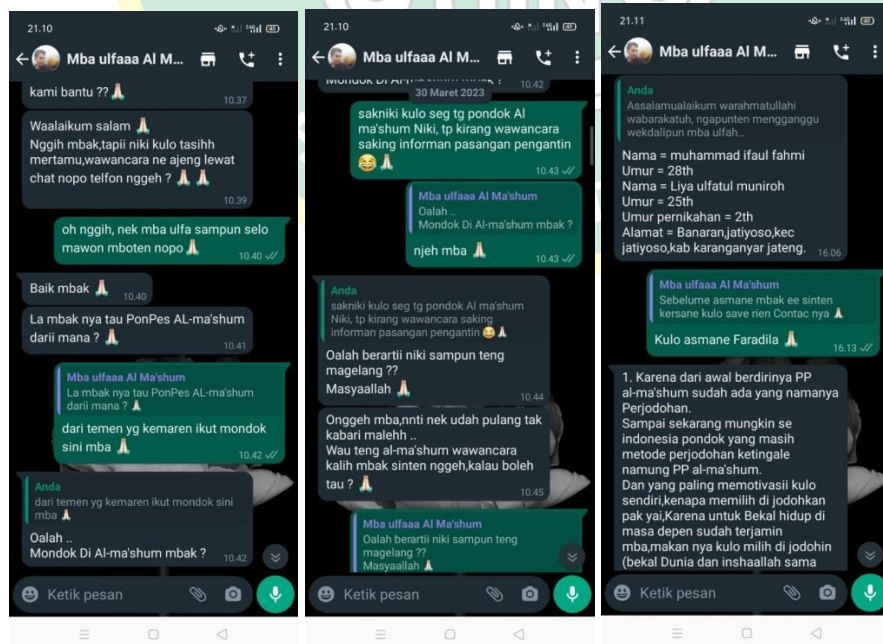 21.10
Mba ulfaaa Al M...
kami bantu ?? 🙏🏻
10.37
Waalaikum salam 🙏🏻
Nggih mbak,tapii niki kulo tasihh
mertamu,wawancara ne ajeng lewat
chat nopo telfon nggeh ? 🙏🏻 🙏🏻
10.39
oh nggih, nek mba ulfa sampun selo
mawon mboten nopo 🙏🏻
10.40
Baik mbak 🙏🏻
10.40
La mbak nya tau PonPes AL-ma'shum
darii mana ? 🙏🏻
10.41
Mba ulfaaa Al Ma'shum
La mbak nya tau PonPes AL-ma'shum
darii mana ? 🙏🏻
dari temen yg kemaren ikut mondok
sini mba 🙏🏻
10.42
Anda
dari temen yg kemaren ikut mondok sini
mba 🙏🏻
Oalah ..
Mondok Di Al-ma'shum mbak ?
10.42
Ketik pesan
21.10
Mba ulfaaa Al M...
Mondok Di Al-ma'shum mbak ?
10.42
30 Maret 2023
sakniki kulo seg tg pondok Al
ma'shum Niki, tp kirang wawancara
saking informan pasangan pengantin
😂🙏🏻
10.43
Mba ulfaaa Al Ma'shum
Oalah ..
Mondok Di Al-ma'shum mbak ?
njeh mba 🙏🏻
10.43
Anda
sakniki kulo seg tg pondok Al ma'shum
Niki, tp kirang wawancara saking
informan pasangan pengantin 😂🙏🏻
Oalah berartii niki sampun teng
magelang ??
Masyaallah 🙏🏻
10.44
Onggeh mba,nnti nek udah pulang tak
kabari malehh ..
Wau teng al-ma'shum wawancara
kalih mbak sinten nggeh,kalau boleh
tau ? 🙏🏻
10.45
Mba ulfaaa Al Ma'shum
Oalah berartii niki sampun teng
magelang ??
Masyaallah 🙏🏻
Ketik pesan
21.11
Mba ulfaaa Al M...
Anda
Assalamualaikum warahmatullahi
wabarakatuh, ngapunten mengganggu
wekdalipun mba ulfah...
Nama = muhammad ifaul fahmi
Umur = 28th
Nama = Liya ulfatul muniroh
Umur = 25th
Umur pernikahan = 2th
Alamat = Banaran,jatiyoso,kec
jatiyoso,kab karanganyar jateng.
16.06
Mba ulfaaa Al Ma'shum
Sebelume asmane mbak ee sinten
kersane kulo save rien Contac nya 🙏🏻
Kulo asmane Faradila 🙏🏻
16.13
1. Karena dari awal berdirinya PP
al-ma'shum sudah ada yang namanya
Perjodohan.
Sampai sekarang mungkin se
indonesia pondok yang masih
metode perjodohan ketingale
namung PP al-ma'shum.
Dan yang paling memotivasii kulo
sendiri,kenapa memilih di jodohkan
pak yai,Karena untuk Bekal hidup di
masa depen sudah terjamin
mba,makan nya kulo milih di jodohin
(bekal Dunia dan inshaallah sama
Ketik pesan